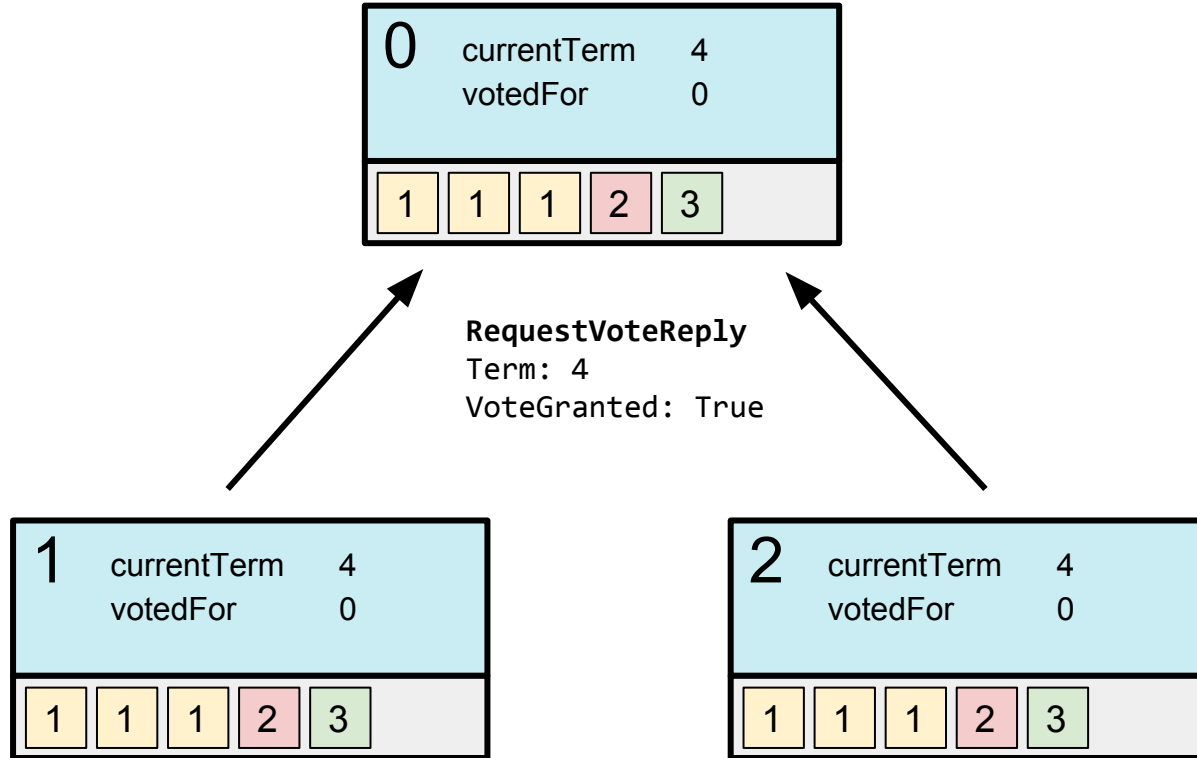 0
currentTerm 4
votedFor 0
1 1 1 2 3
RequestVoteReply
Term: 4
VoteGranted: True
1
currentTerm 4
votedFor 0
1 1 1 2 3
2
currentTerm 4
votedFor 0
1 1 1 2 3